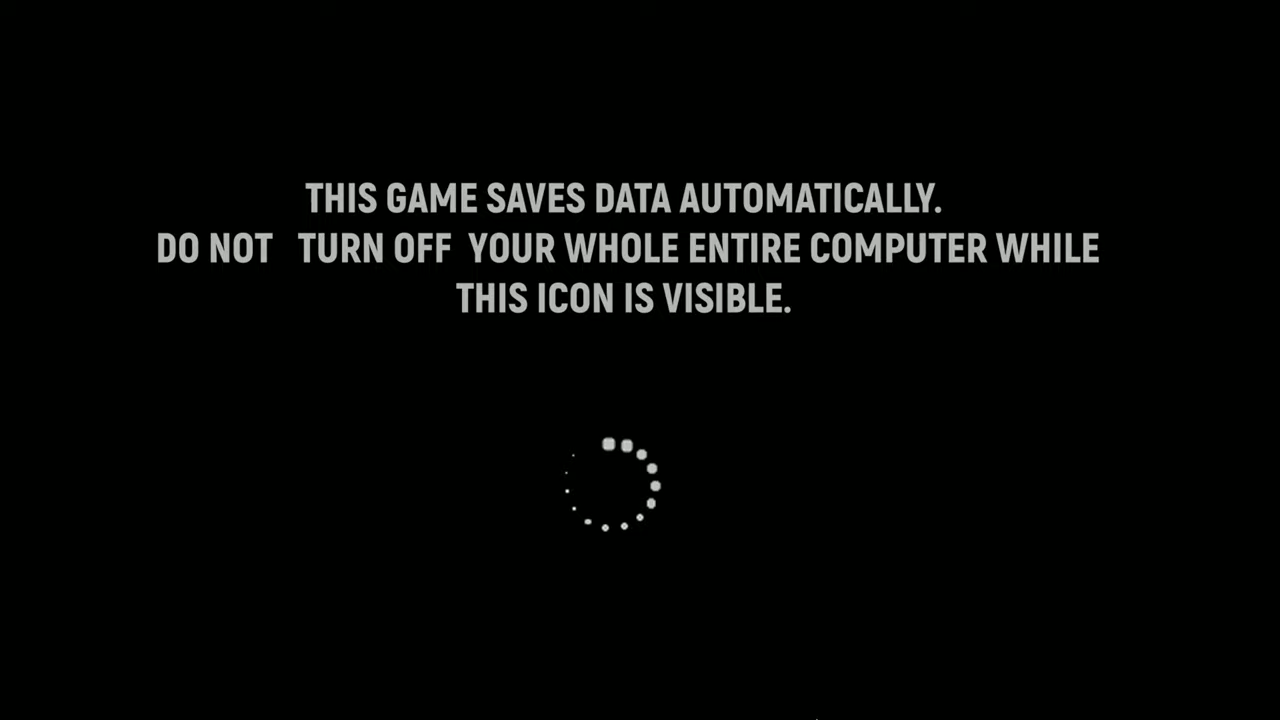 THIS GAME SAVES DATA AUTOMATICALLY.
DO NOT TURN OFF YOUR WHOLE ENTIRE COMPUTER WHILE
THIS ICON IS VISIBLE.